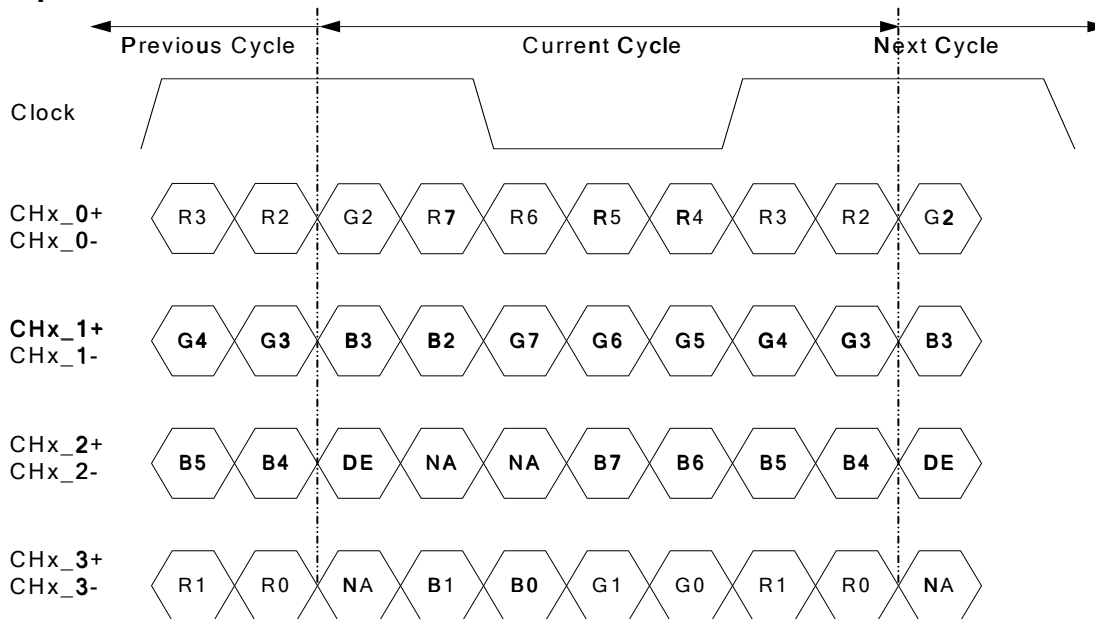 Previous Cycle Current Cycle Next Cycle
Clock
CHx_0+
CHx_0-
R3 R2 G2 R7 R6 R5 R4 R3 R2 G2
CHx_1+
CHx_1-
G4 G3 B3 B2 G7 G6 G5 G4 G3 B3
CHx_2+
CHx_2-
B5 B4 DE NA NA B7 B6 B5 B4 DE
CHx_3+
CHx_3-
R1 R0 NA B1 B0 G1 G0 R1 R0 NA